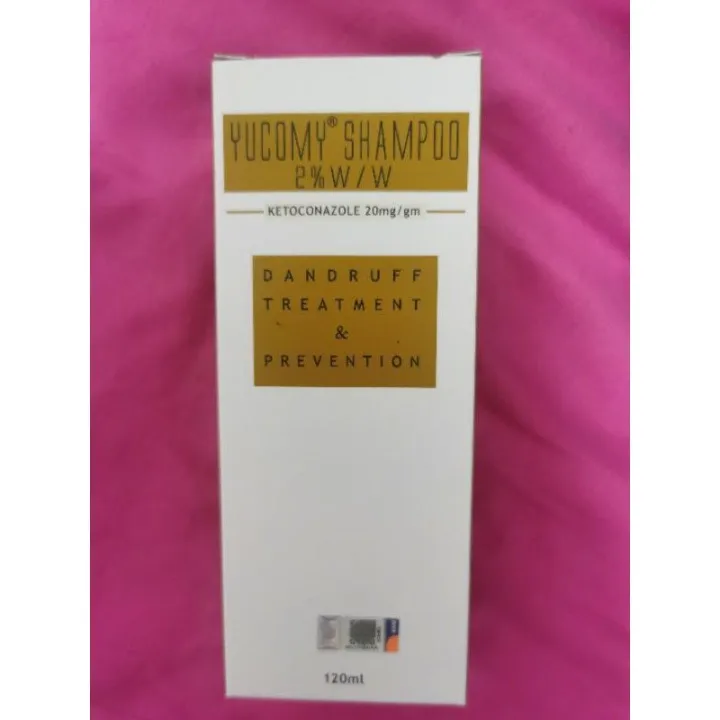 YUCOMY® SHAMPOO
2% W/W
KETOCONAZOLE 20mg/gm
DANDRUFF
TREATMENT
&
PREVENTION
120ml